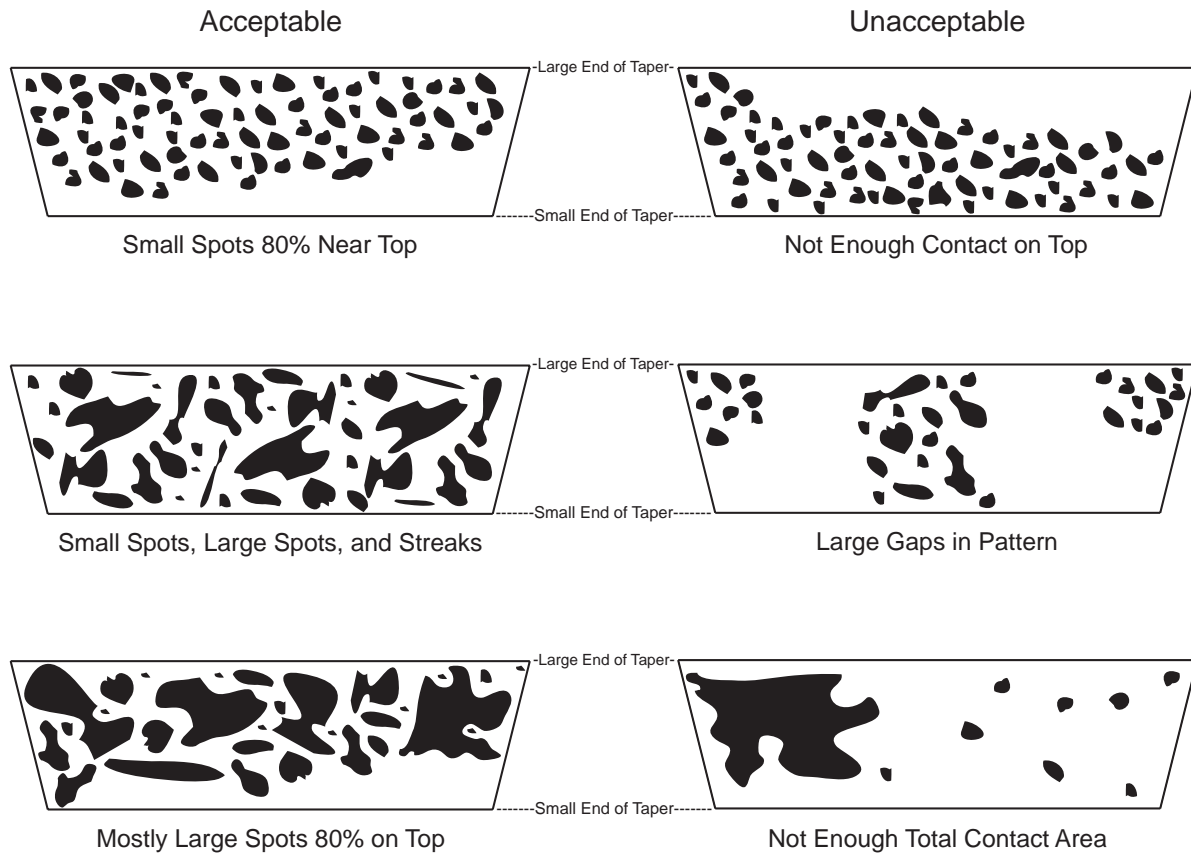 Acceptable
Unacceptable
-Large End of Taper-
------Small End of Taper------
Small Spots 80% Near Top
Not Enough Contact on Top
-Large End of Taper-
------Small End of Taper------
Small Spots, Large Spots, and Streaks
Large Gaps in Pattern
-Large End of Taper-
------Small End of Taper------
Mostly Large Spots 80% on Top
Not Enough Total Contact Area